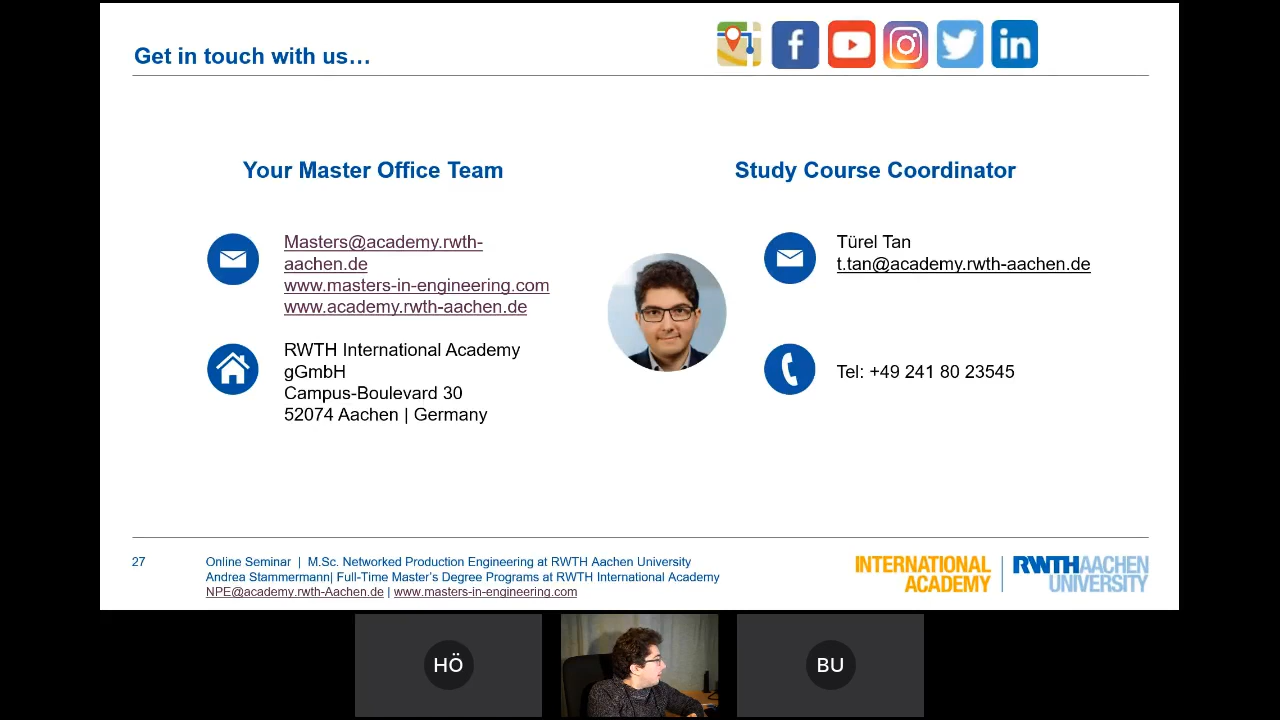 Get in touch with us…
Your Master Office Team
Masters@academy.rwth-
aachen.de
www.masters-in-engineering.com
www.academy.rwth-aachen.de
RWTH International Academy
gGmbH
Campus-Boulevard 30
52074 Aachen | Germany
Study Course Coordinator
Türel Tan
t.tan@academy.rwth-aachen.de
Tel: +49 241 80 23545
27
Online Seminar | M.Sc. Networked Production Engineering at RWTH Aachen University
Andrea Stammermann| Full-Time Master's Degree Programs at RWTH International Academy
NPE@academy.rwth-Aachen.de | www.masters-in-engineering.com
INTERNATIONAL
ACADEMY
RWTHAACHEN
UNIVERSITY
HÖ
BU